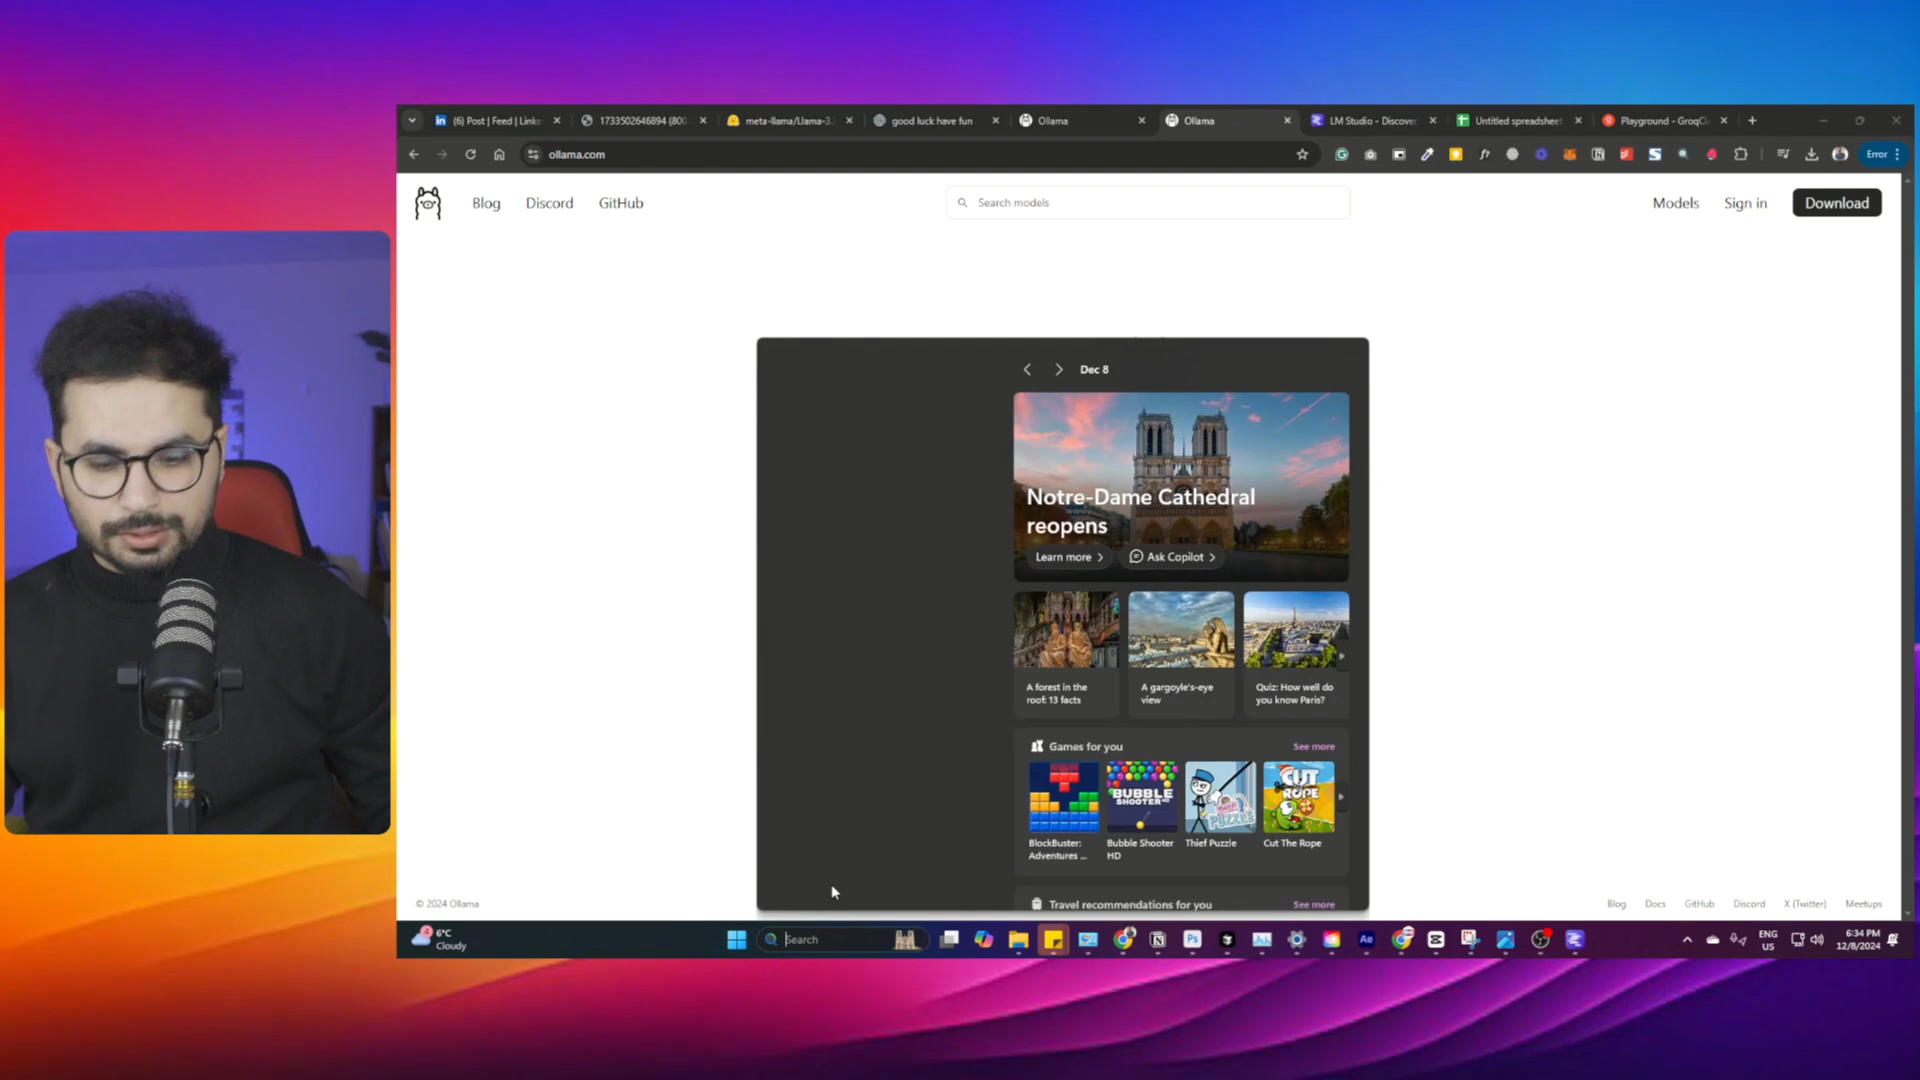 (6) Post | Feed | Linke
1733502646894 (800
meta-llama/Llama-3.
good luck have fun
Ollama
Ollama
LM Studio - Discover,
Untitled spreadsheet
Playground - GroqCl
ollama.com
Error
Blog
Discord
GitHub
Search models
Models
Sign in
Download
Dec 8
Notre-Dame Cathedral
reopens
Learn more
Ask Copilot
A forest in the
roof: 13 facts
A gargoyle's-eye
view
Quiz: How well do
you know Paris?
Games for you
See more
BUBBLE
SHOOTER
PUZZLE
CUT
ROPE
BlockBuster:
Adventures ...
Bubble Shooter
HD
Thief Puzzle
Cut The Rope
Travel recommendations for you
See more
© 2024 Ollama
Blog
Docs
GitHub
Discord
X (Twitter)
Meetups
4
6°C
Cloudy
Search
Ps
Ae
ENG
US
6:34 PM
12/8/2024